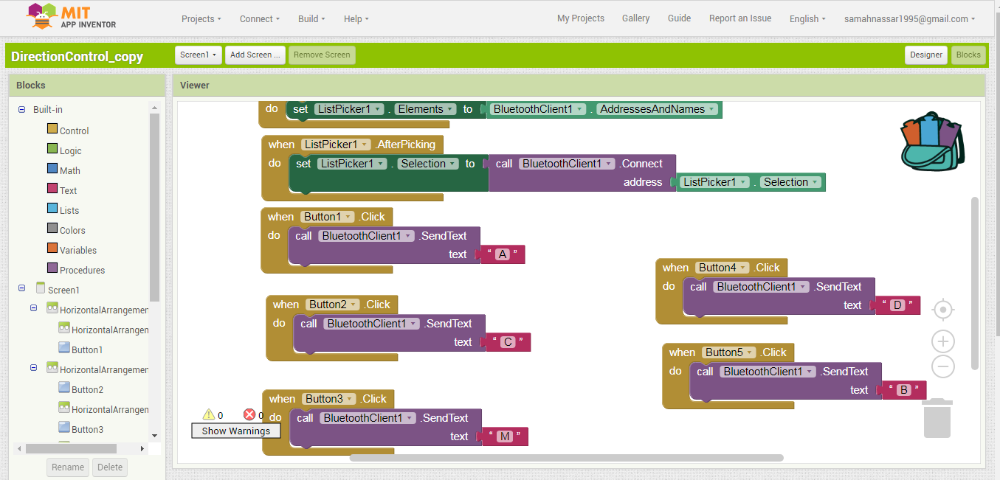 MIT
APP INVENTOR
Projects Connect Build Help My Projects Gallery Guide Report an Issue English samahnassar1995@gmail.com
DirectionControl_copy Screen1 Add Screen ... Remove Screen Designer Blocks
Blocks
Built-in
Control
Logic
Math
Text
Lists
Colors
Variables
Procedures
Screen1
HorizontalArrangemen
HorizontalArrangen
Button1
HorizontalArrangemen
Button2
HorizontalArrangen
Button3
Rename Delete
Viewer
do set ListPicker1 . Elements to BluetoothClient1 . AddressesAndNames
when ListPicker1 .AfterPicking
do set ListPicker1 . Selection to call BluetoothClient1 .Connect
address ListPicker1 . Selection
when Button1 .Click
do call BluetoothClient1 .SendText
text “ A ”
when Button2 .Click
do call BluetoothClient1 .SendText
text “ C ”
when Button3 .Click
do call BluetoothClient1 .SendText
text “ M ”
when Button4 .Click
do call BluetoothClient1 .SendText
text “ D ”
when Button5 .Click
do call BluetoothClient1 .SendText
text “ B ”
0 0
Show Warnings